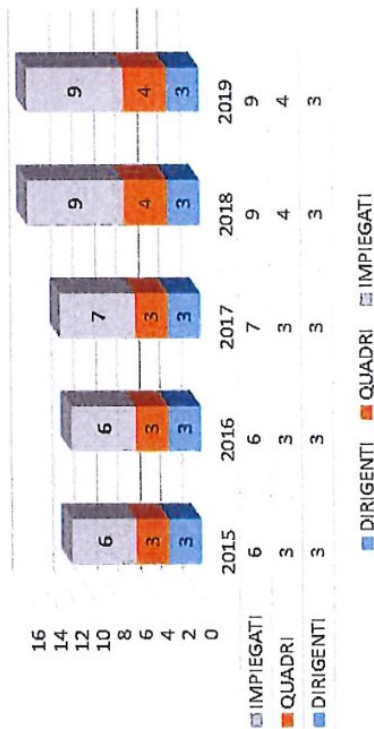 16
14
12
10
8
6
4
2
0
6 6 7 9 9
3 3 3 4 4
3 3 3 3 3
2015 2016 2017 2018 2019
IMPIEGATI 6 6 7 9 9
QUADRI 3 3 3 4 4
DIRIGENTI 3 3 3 3 3
DIRIGENTI QUADRI IMPIEGATI